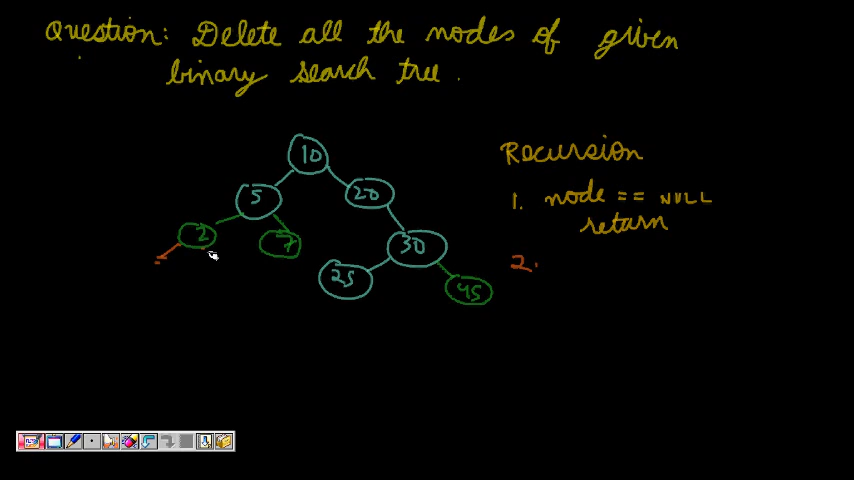 Question: Delete all the nodes of given
binary search tree.
10
5
20
2
7
30
25
45
Recursion
1. node == NULL
return
2.